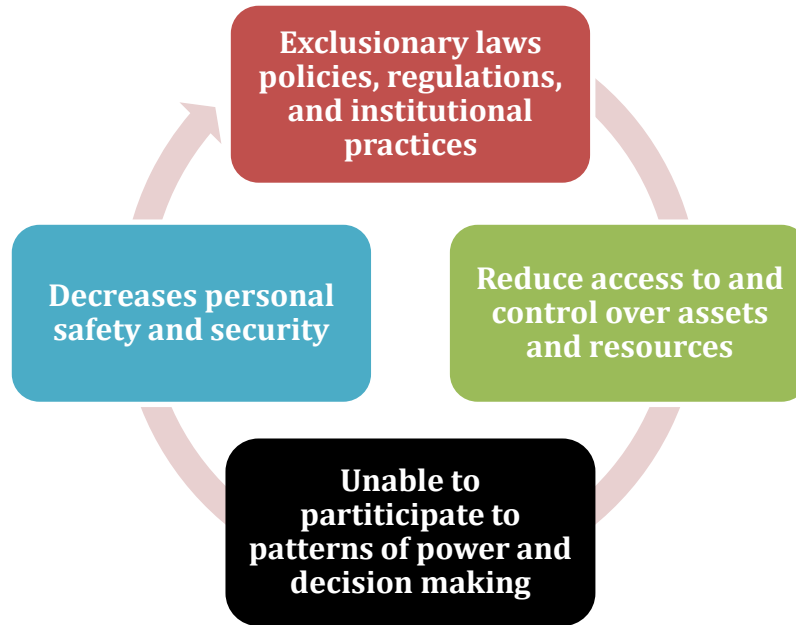 Exclusionary laws
policies, regulations,
and institutional
practices
Reduce access to and
control over assets
and resources
Unable to
partiticipate to
patterns of power and
decision making
Decreases personal
safety and security